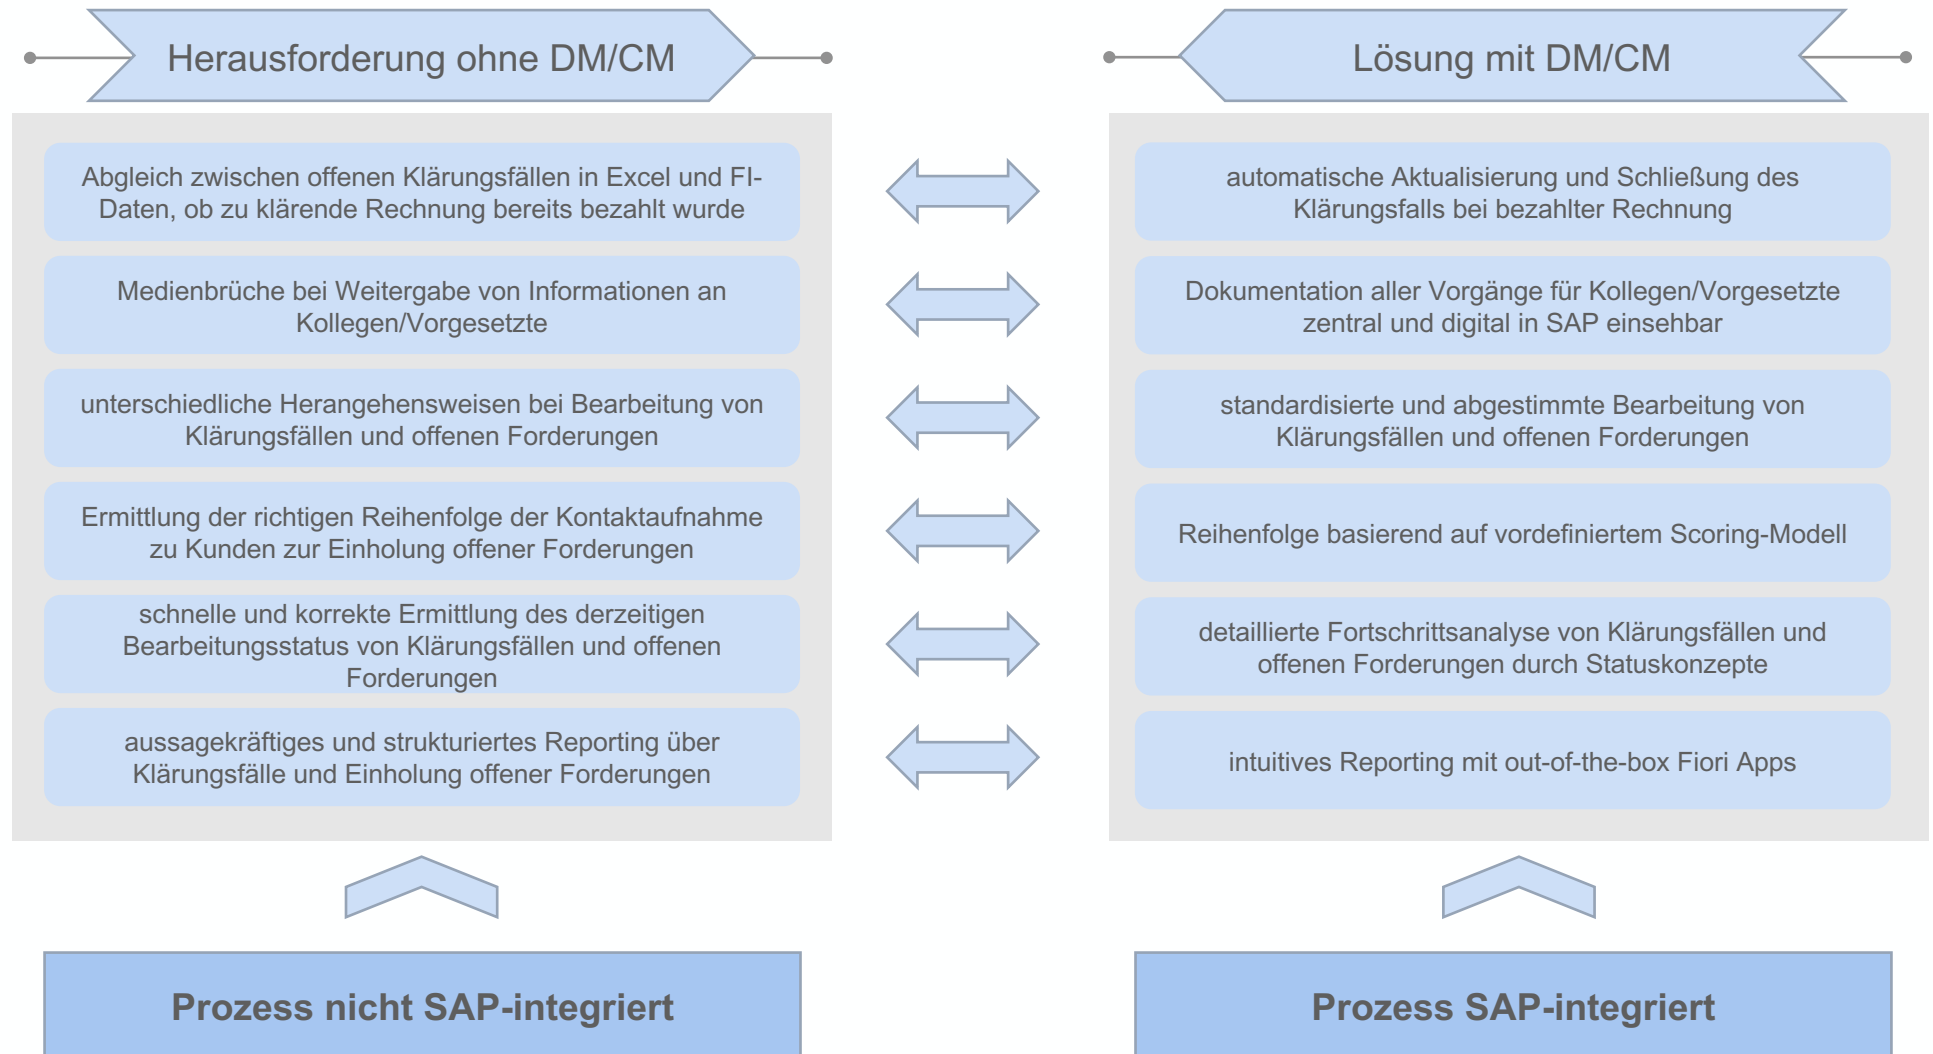 Herausforderung ohne DM/CM
Abgleich zwischen offenen Klärungsfällen in Excel und FI-
Daten, ob zu klärende Rechnung bereits bezahlt wurde
Medienbrüche bei Weitergabe von Informationen an
Kollegen/Vorgesetzte
unterschiedliche Herangehensweisen bei Bearbeitung von
Klärungsfällen und offenen Forderungen
Ermittlung der richtigen Reihenfolge der Kontaktaufnahme
zu Kunden zur Einholung offener Forderungen
schnelle und korrekte Ermittlung des derzeitigen
Bearbeitungsstatus von Klärungsfällen und offenen
Forderungen
aussagekräftiges und strukturiertes Reporting über
Klärungsfälle und Einholung offener Forderungen
Prozess nicht SAP-integriert
Lösung mit DM/CM
automatische Aktualisierung und Schließung des
Klärungsfalls bei bezahlter Rechnung
Dokumentation aller Vorgänge für Kollegen/Vorgesetzte
zentral und digital in SAP einsehbar
standardisierte und abgestimmte Bearbeitung von
Klärungsfällen und offenen Forderungen
Reihenfolge basierend auf vordefiniertem Scoring-Modell
detaillierte Fortschrittsanalyse von Klärungsfällen und
offenen Forderungen durch Statuskonzepte
intuitives Reporting mit out-of-the-box Fiori Apps
Prozess SAP-integriert